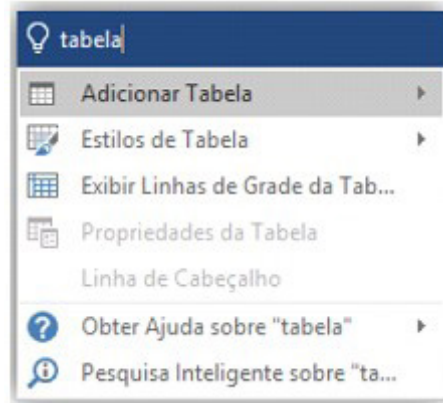 tabela
Adicionar Tabela
Estilos de Tabela
Exibir Linhas de Grade da Tab...
Propriedades da Tabela
Linha de Cabeçalho
Obter Ajuda sobre "tabela"
Pesquisa Inteligente sobre "ta...